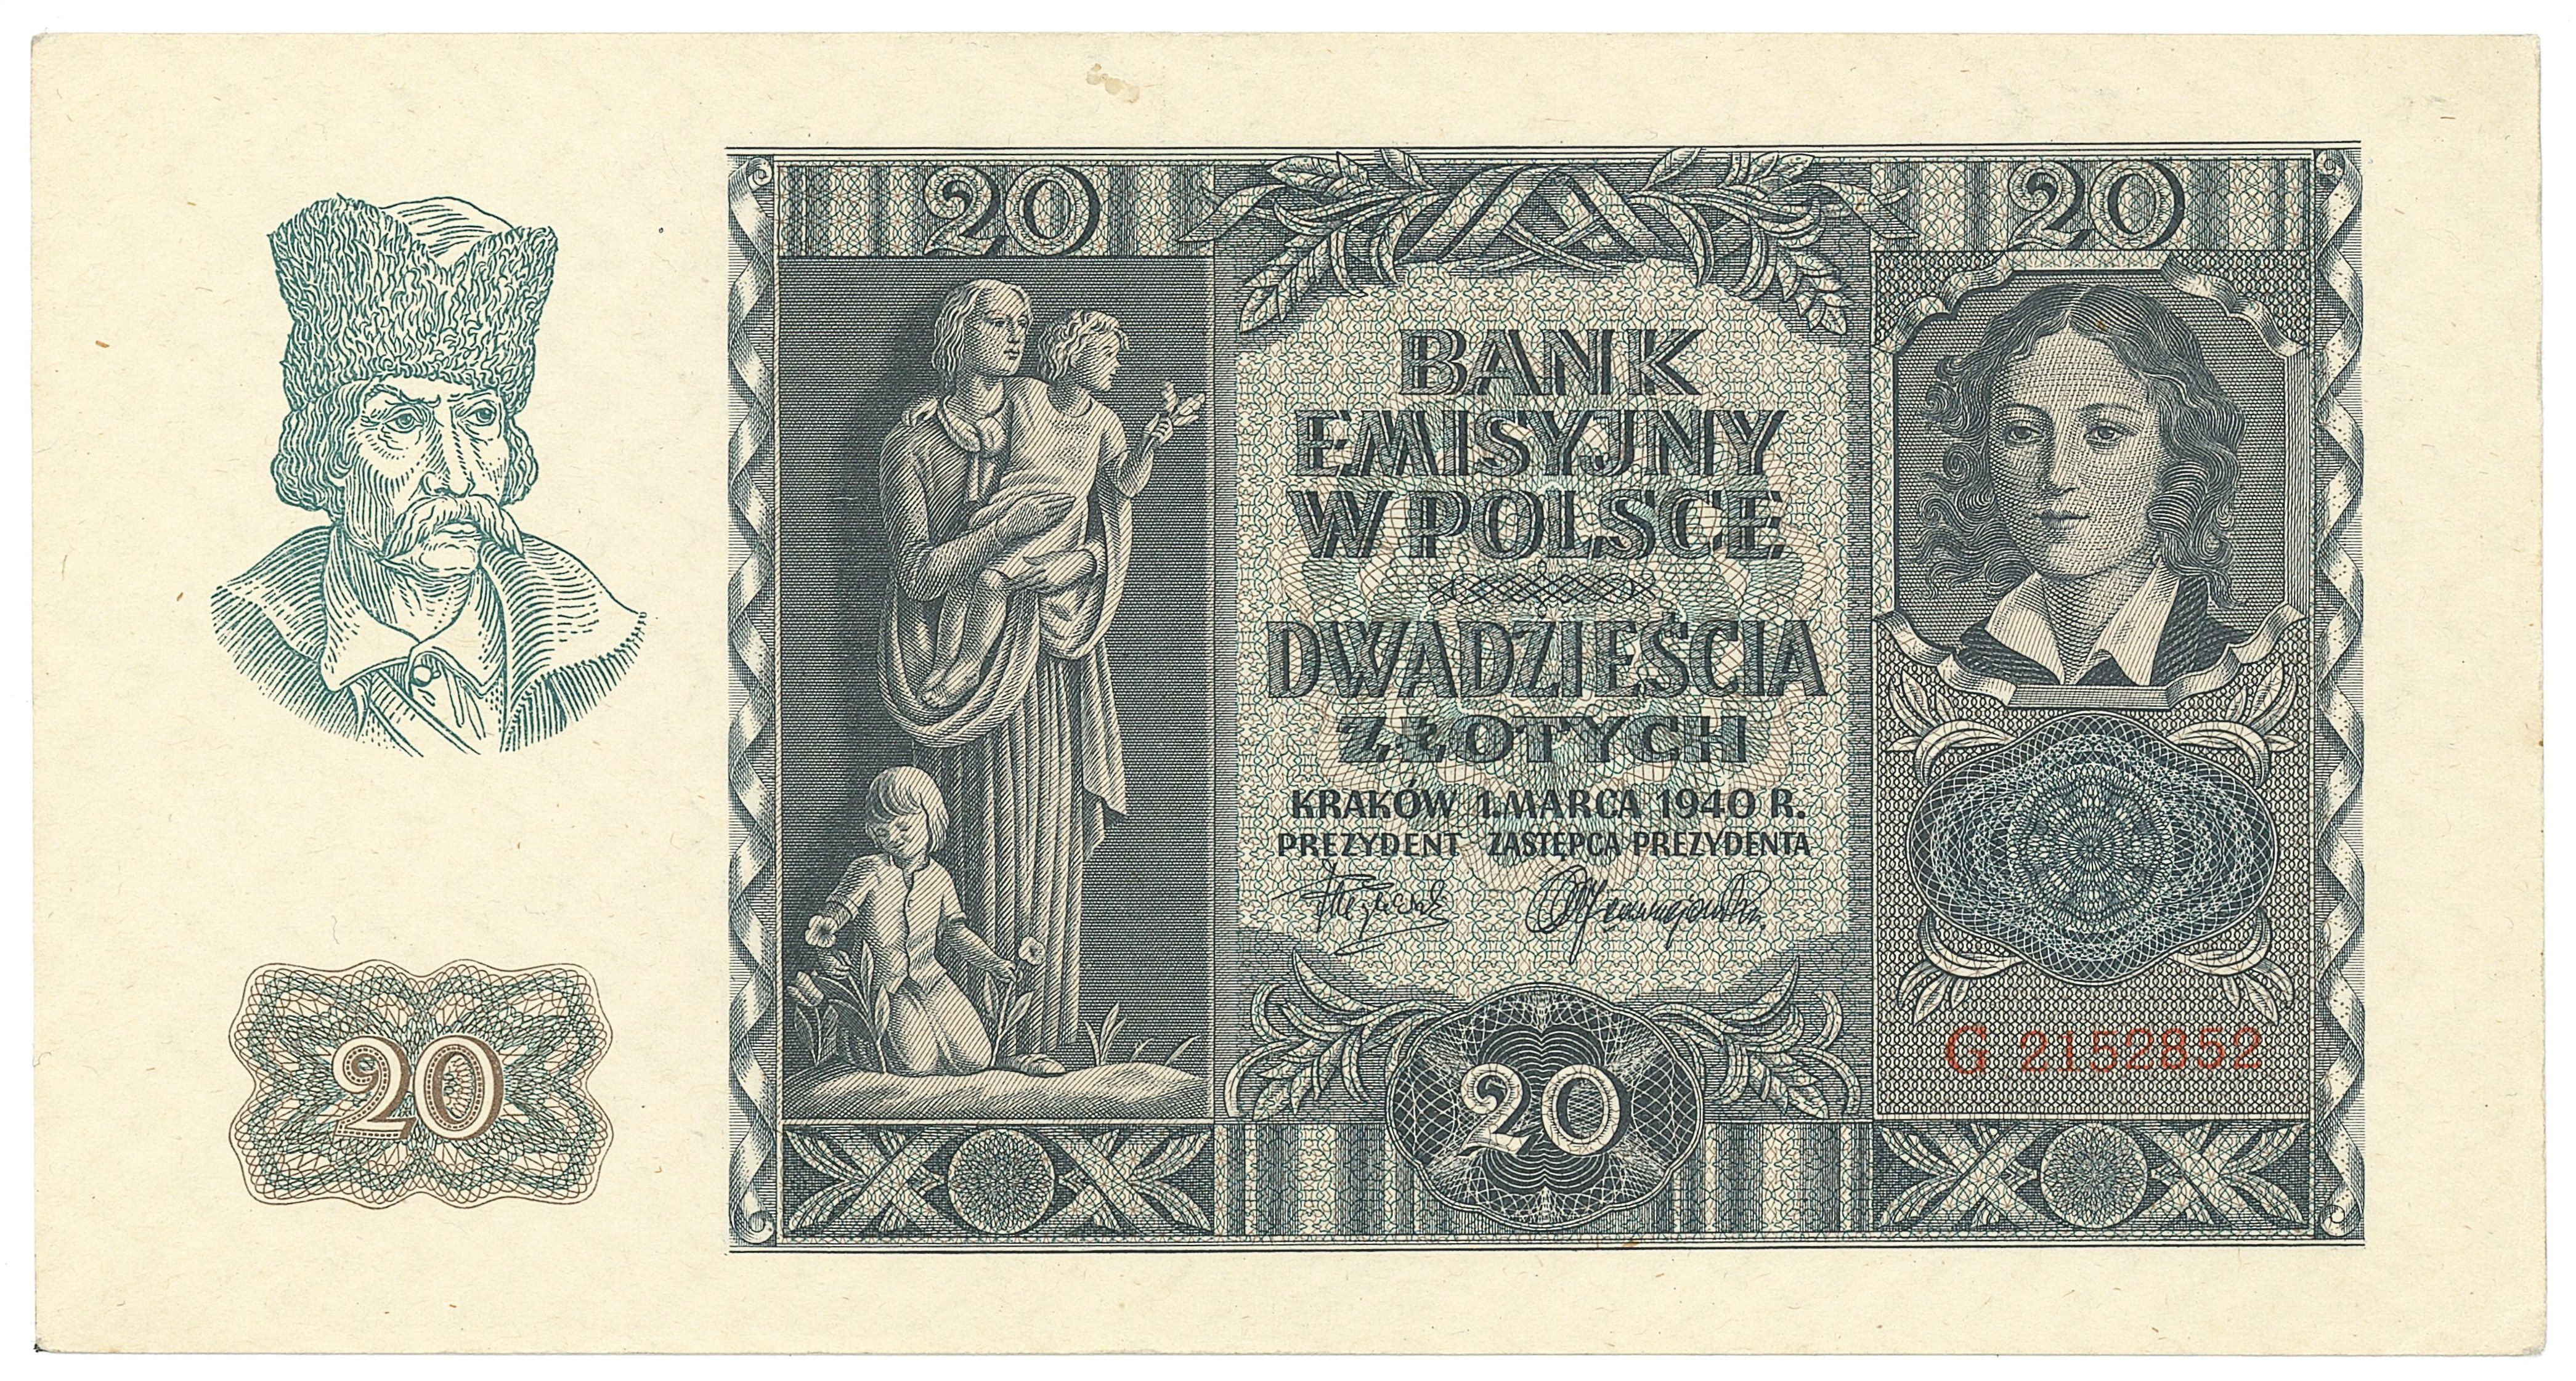 20
20
BANK
EMISYJNY
W POLSCE
DWADZIEŚCIA
ZŁOTYCH
KRAKÓW 1. MARCA 1940 R.
PREZYDENT ZASTĘPCA PREZYDENTA
G 2152852
20
20